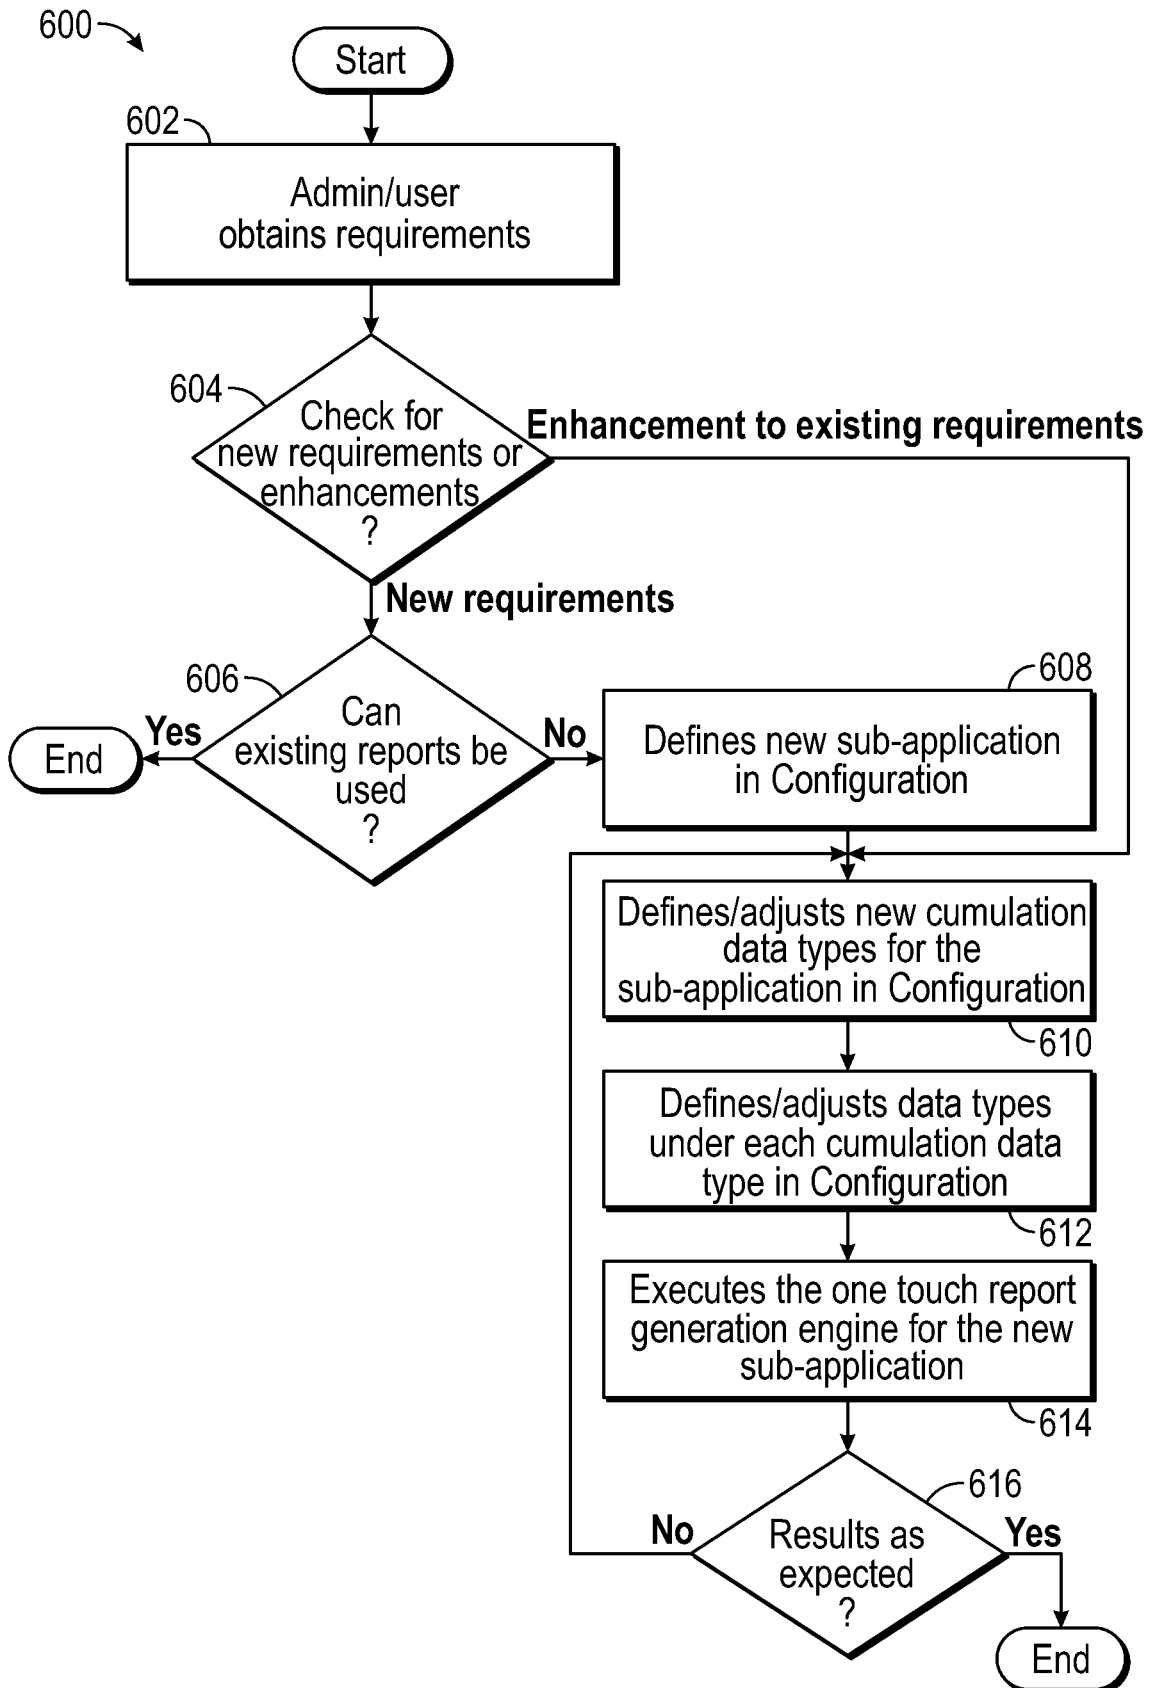 600
Start
602
Admin/user
obtains requirements
604
Check for
new requirements or
enhancements
?
Enhancement to existing requirements
New requirements
606
Can
existing reports be
used
?
Yes
End
No
608
Defines new sub-application
in Configuration
Defines/adjusts new cumulation
data types for the
sub-application in Configuration
610
Defines/adjusts data types
under each cumulation data
type in Configuration
612
Executes the one touch report
generation engine for the new
sub-application
614
616
Results as
expected
?
No
Yes
End